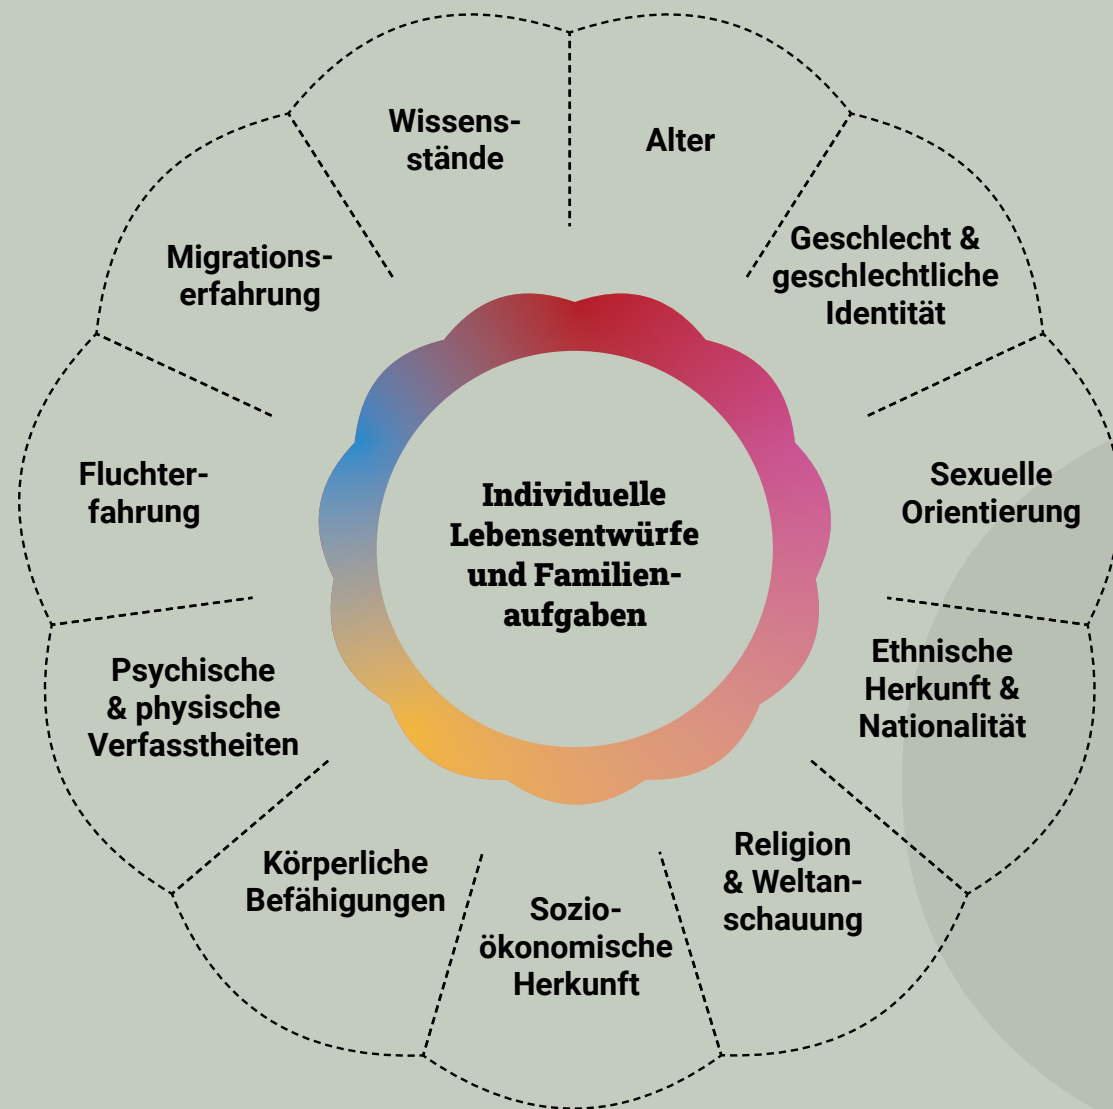 Wissens-
stände
Alter
Geschlecht &
geschlechtliche
Identität
Sexuelle
Orientierung
Ethnische
Herkunft &
Nationalität
Religion
& Weltan-
schauung
Sozio-
ökonomische
Herkunft
Körperliche
Befähigungen
Psychische
& physische
Verfasstheiten
Fluchter-
fahrung
Migrations-
erfahrung
Individuelle
Lebensentwürfe
und Familien-
aufgaben